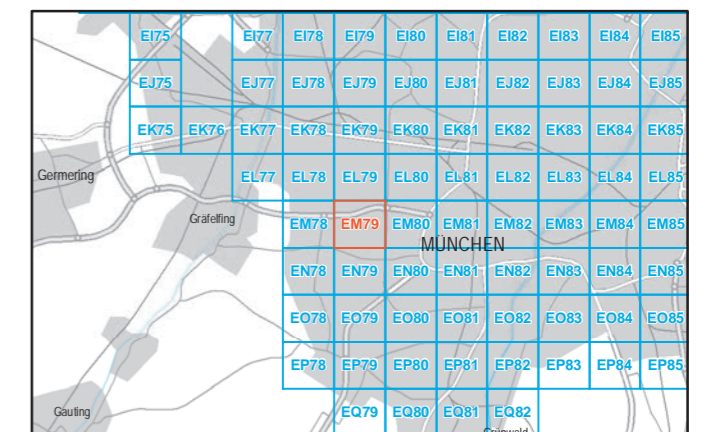 EI75 EI77 EI78 EI79 EI80 EI81 EI82 EI83 EI84 EI85
EJ75 EJ77 EJ78 EJ79 EJ80 EJ81 EJ82 EJ83 EJ84 EJ85
EK75 EK76 EK77 EK78 EK79 EK80 EK81 EK82 EK83 EK84 EK85
Germering EL77 EL78 EL79 EL80 EL81 EL82 EL83 EL84 EL85
Gräfelfing EM78 EM79 EM80 EM81 EM82 EM83 EM84 EM85
MÜNCHEN
EN78 EN79 EN80 EN81 EN82 EN83 EN84 EN85
EO78 EO79 EO80 EO81 EO82 EO83 EO84 EO85
EP78 EP79 EP80 EP81 EP82 EP83 EP84 EP85
Gauting EQ79 EQ80 EQ81 EQ82
Grünwald